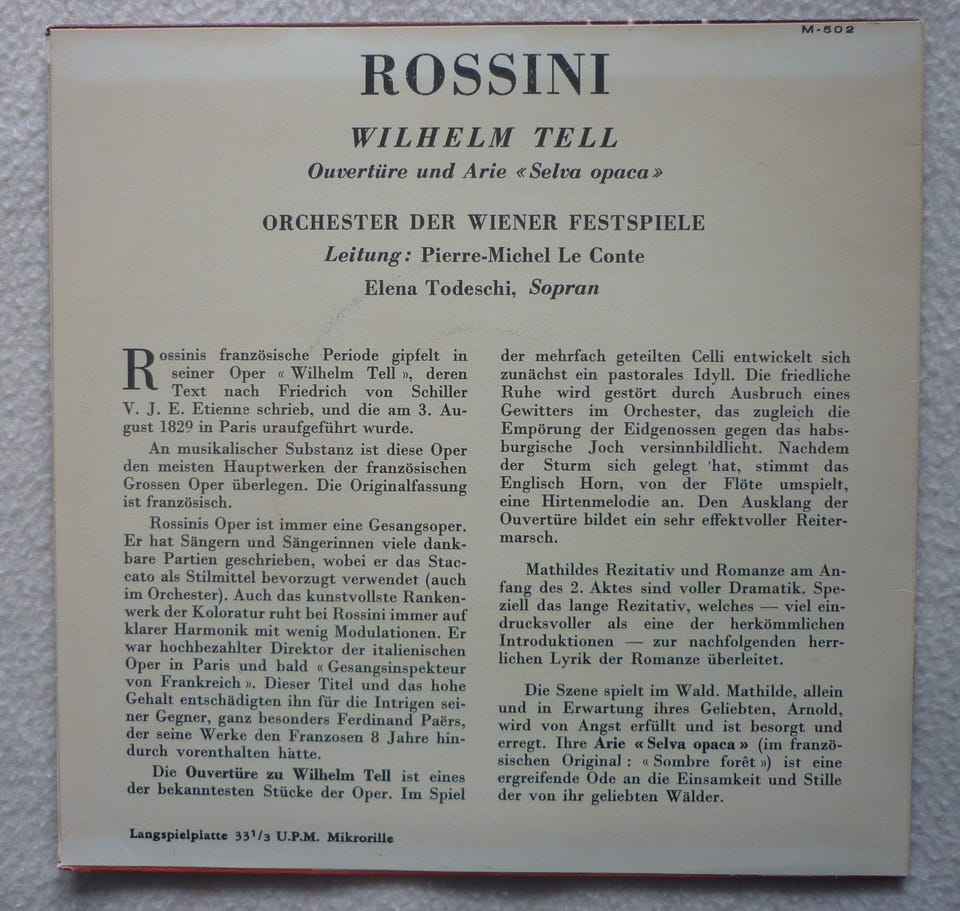 M-502
ROSSINI
WILHELM TELL
Ouvertüre und Arie «Selva opaca»
ORCHESTER DER WIENER FESTSPIELE
Leitung: Pierre-Michel Le Conte
Elena Todeschi, Sopran
Rossinis französische Periode gipfelt in
seiner Oper « Wilhelm Tell », deren
Text nach Friedrich von Schiller
V. J. E. Etienne schrieb, und die am 3. Au-
gust 1829 in Paris uraufgeführt wurde.
An musikalischer Substanz ist diese Oper
den meisten Hauptwerken der französischen
Grossen Oper überlegen. Die Originalfassung
ist französisch.
Rossinis Oper ist immer eine Gesangsoper.
Er hat Sängern und Sängerinnen viele dank-
bare Partien geschrieben, wobei er das Stac-
cato als Stilmittel bevorzugt verwendet (auch
im Orchester). Auch das kunstvollste Ranken-
werk der Koloratur ruht bei Rossini immer auf
klarer Harmonik mit wenig Modulationen. Er
war hochbezahlter Direktor der italienischen
Oper in Paris und bald « Gesangsinspekteur
von Frankreich ». Dieser Titel und das hohe
Gehalt entschädigten ihn für die Intrigen sei-
ner Gegner, ganz besonders Ferdinand Paërs,
der seine Werke den Franzosen 8 Jahre hin-
durch vorenthalten hatte.
Die Ouvertüre zu Wilhelm Tell ist eines
der bekanntesten Stücke der Oper. Im Spiel
der mehrfach geteilten Celli entwickelt sich
zunächst ein pastorales Idyll. Die friedliche
Ruhe wird gestört durch Ausbruch eines
Gewitters im Orchester, das zugleich die
Empörung der Eidgenossen gegen das habs-
burgische Joch versinnbildlicht. Nachdem
der Sturm sich gelegt 'hat, stimmt das
Englisch Horn, von der Flöte umspielt,
eine Hirtenmelodie an. Den Ausklang der
Ouvertüre bildet ein sehr effektvoller Reiter-
marsch.
Mathildes Rezitativ und Romanze am An-
fang des 2. Aktes sind voller Dramatik. Spe-
ziell das lange Rezitativ, welches — viel ein-
drucksvoller als eine der herkömmlichen
Introduktionen — zur nachfolgenden herr-
lichen Lyrik der Romanze überleitet.
Die Szene spielt im Wald. Mathilde, allein
und in Erwartung ihres Geliebten, Arnold,
wird von Angst erfüllt und ist besorgt und
erregt. Ihre Arie « Selva opaca » (im franzö-
sischen Original : « Sombre forêt ») ist eine
ergreifende Ode an die Einsamkeit und Stille
der von ihr geliebten Wälder.
Langspielplatte 33 1/3 U.P.M. Mikrorille